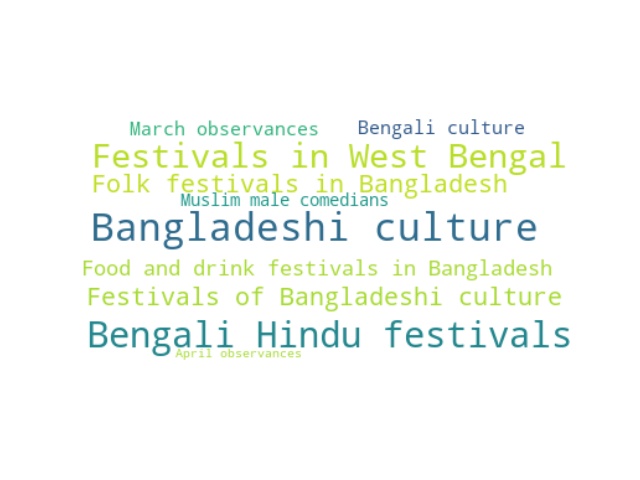 March observances
Bengali culture
Festivals in West Bengal
Folk festivals in Bangladesh
Muslim male comedians
Bangladeshi culture
Food and drink festivals in Bangladesh
Festivals of Bangladeshi culture
Bengali Hindu festivals
April observances